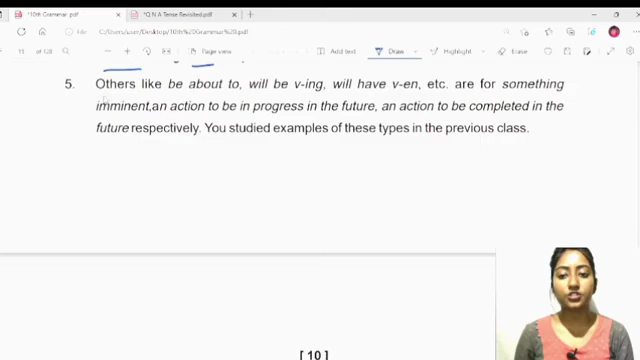 10th Grammar .pdf
*Q N A Tense Revisited.pdf
File
C:/Users/user/Desktop/10th%20Grammar%20.pdf
of 128
Page view
Add text
Draw
Highlight
Erase
5. Others like be about to, will be v-ing, will have v-en, etc. are for something
imminent,an action to be in progress in the future, an action to be completed in the
future respectively. You studied examples of these types in the previous class.
[ 10 ]